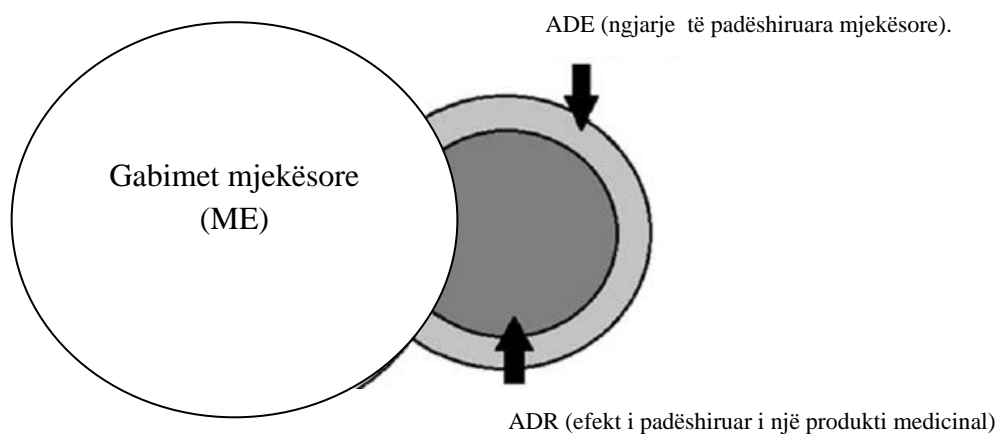 ADE (ngjarje të padëshiruara mjekësore).
Gabimet mjekësore
(ME)
ADR (efekt i padëshiruar i një produkti medicinal)